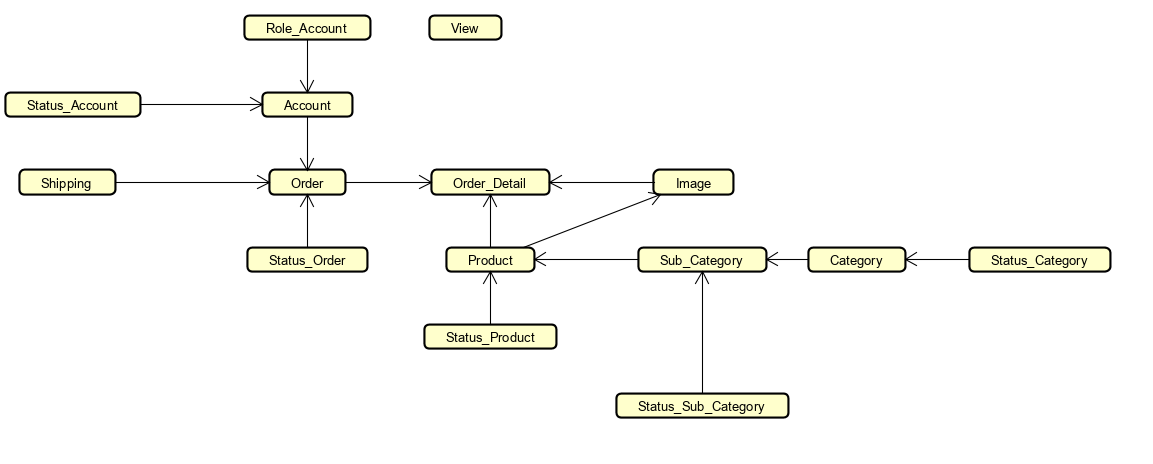 Role_Account
View
Status_Account
Account
Shipping
Order
Order_Detail
Image
Status_Order
Product
Sub_Category
Category
Status_Category
Status_Product
Status_Sub_Category